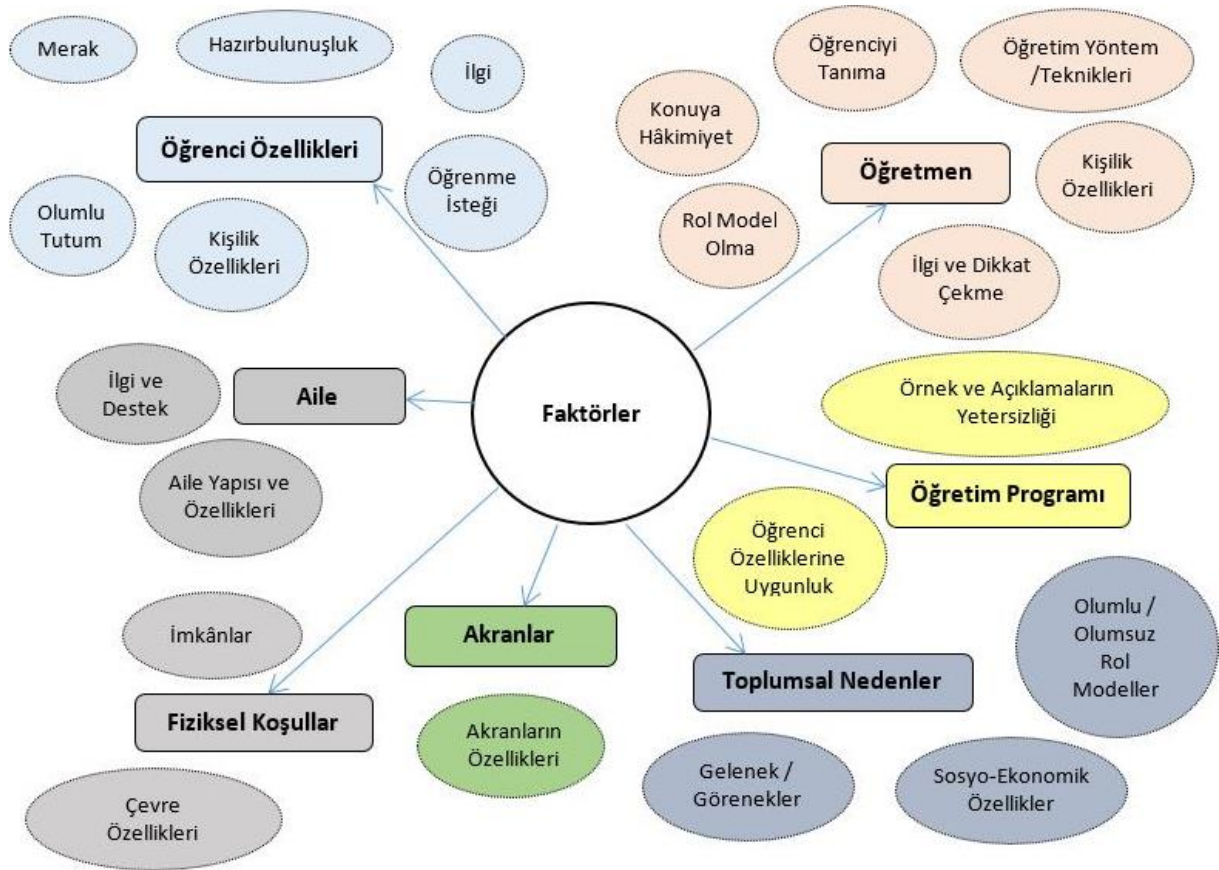 Merak
Hazırbulunuşluk
İlgi
Öğrenci Özellikleri
Öğrenme
İsteği
Olumlu
Tutum
Kişilik
Özellikleri
Öğrenciyi
Tanıma
Öğretim Yöntem
/Teknikleri
Konuya
Hâkimiyet
Öğretmen
Kişilik
Özellikleri
Rol Model
Olma
İlgi ve Dikkat
Çekme
Faktörler
İlgi ve
Destek
Aile
Aile Yapısı ve
Özellikleri
Örnek ve Açıklamaların
Yetersizliği
Öğretim Programı
Öğrenci
Özelliklerine
Uygunluk
İmkânlar
Fiziksel Koşullar
Çevre
Özellikleri
Akranlar
Akranların
Özellikleri
Toplumsal Nedenler
Olumlu /
Olumsuz
Rol
Modeller
Gelenek /
Görenekler
Sosyo-Ekonomik
Özellikler